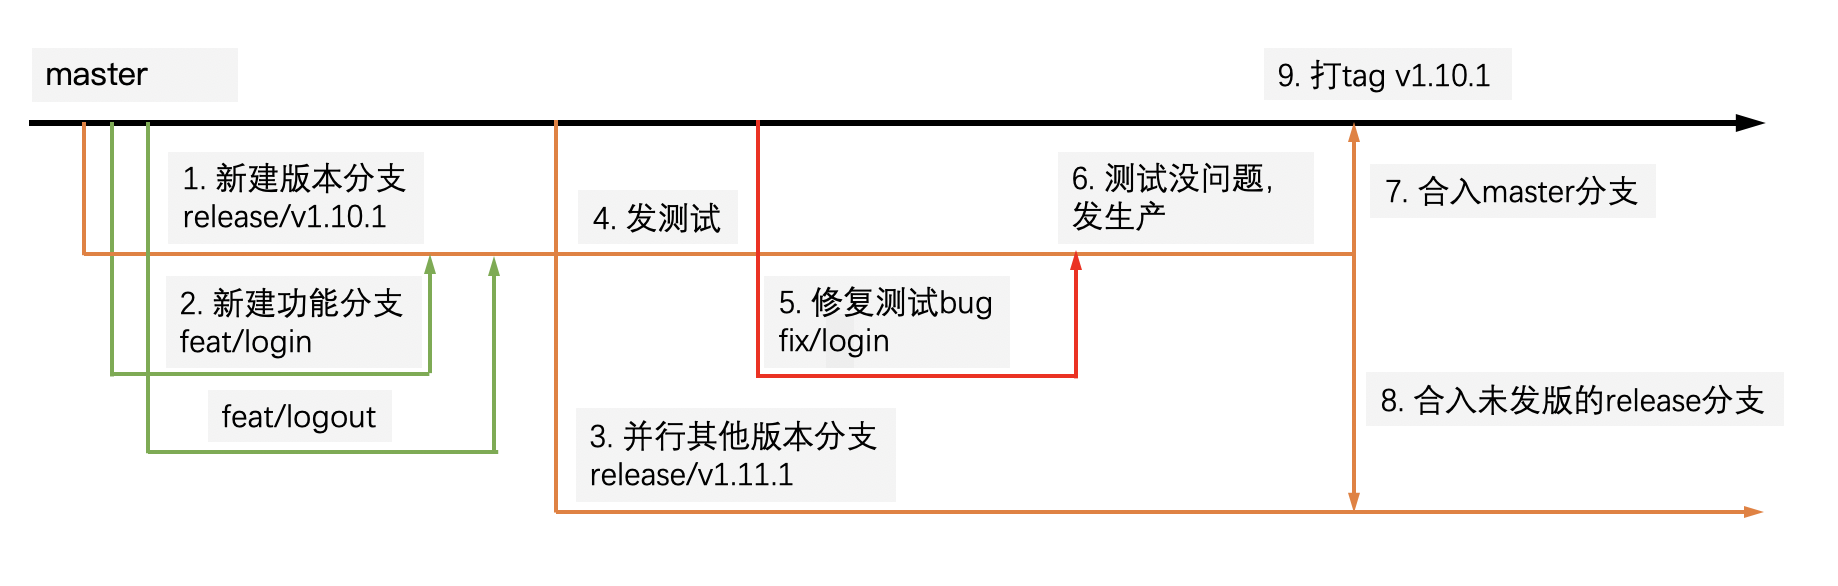 master
9. 打tag v1.10.1
1. 新建版本分支
release/v1.10.1
4. 发测试
6. 测试没问题,
发生产
7. 合入master分支
2. 新建功能分支
feat/login
5. 修复测试bug
fix/login
feat/logout
3. 并行其他版本分支
release/v1.11.1
8. 合入未发版的release分支